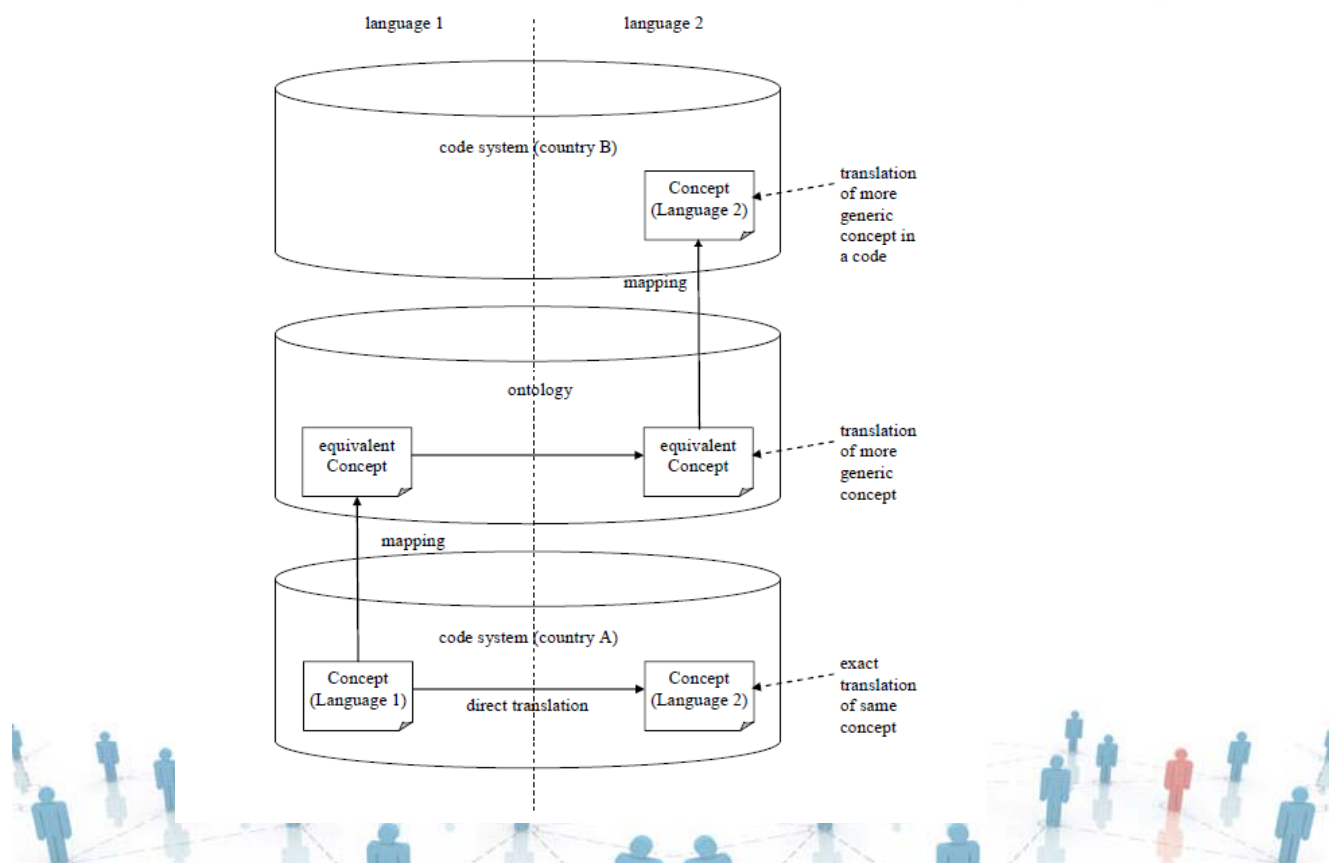 language 1
language 2
code system (country B)
Concept
(Language 2)
translation
of more
generic
concept in
a code
mapping
ontology
equivalent
Concept
equivalent
Concept
translation
of more
generic
concept
mapping
code system (country A)
Concept
(Language 1)
direct translation
Concept
(Language 2)
exact
translation
of same
concept